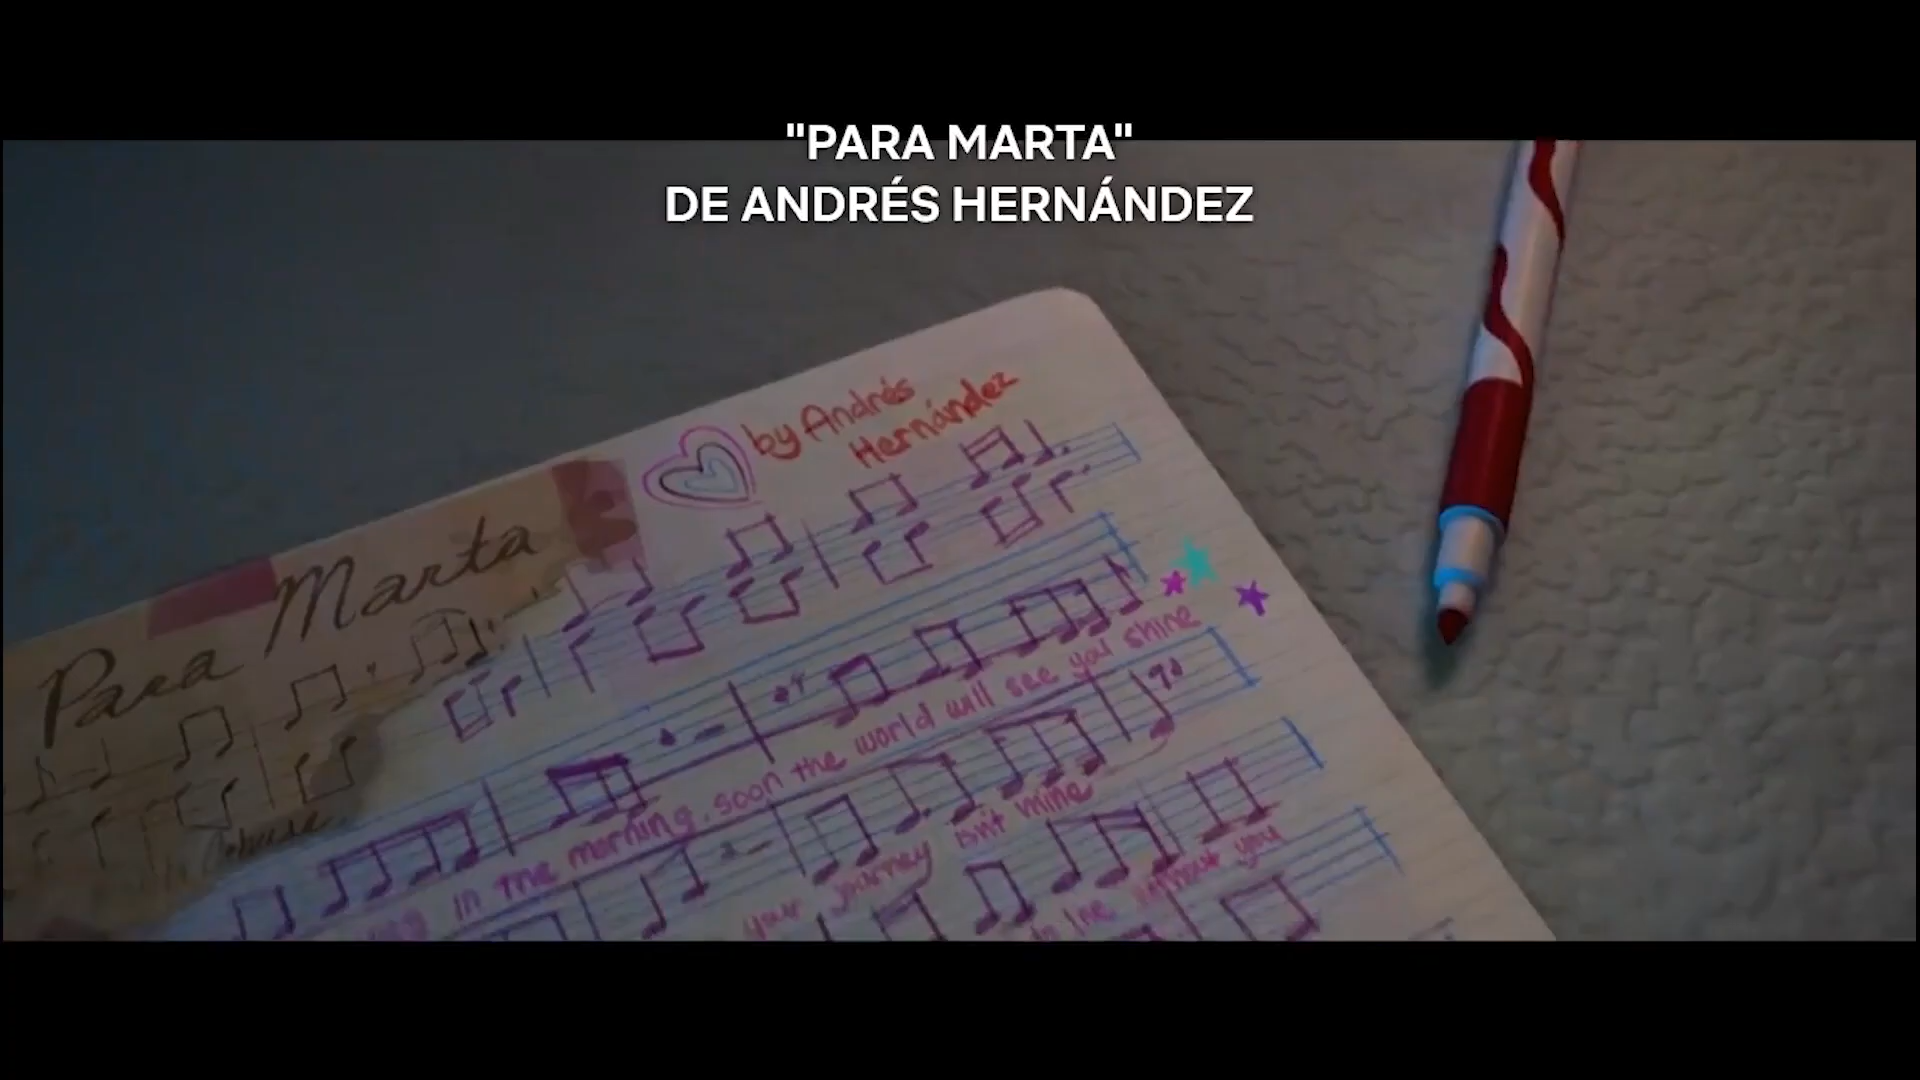 "PARA MARTA"
DE ANDRÉS HERNÁNDEZ
by Andrés
Hernández
Para Marta
in the morning, soon the world will see you shine
your journey isn't mine
without you